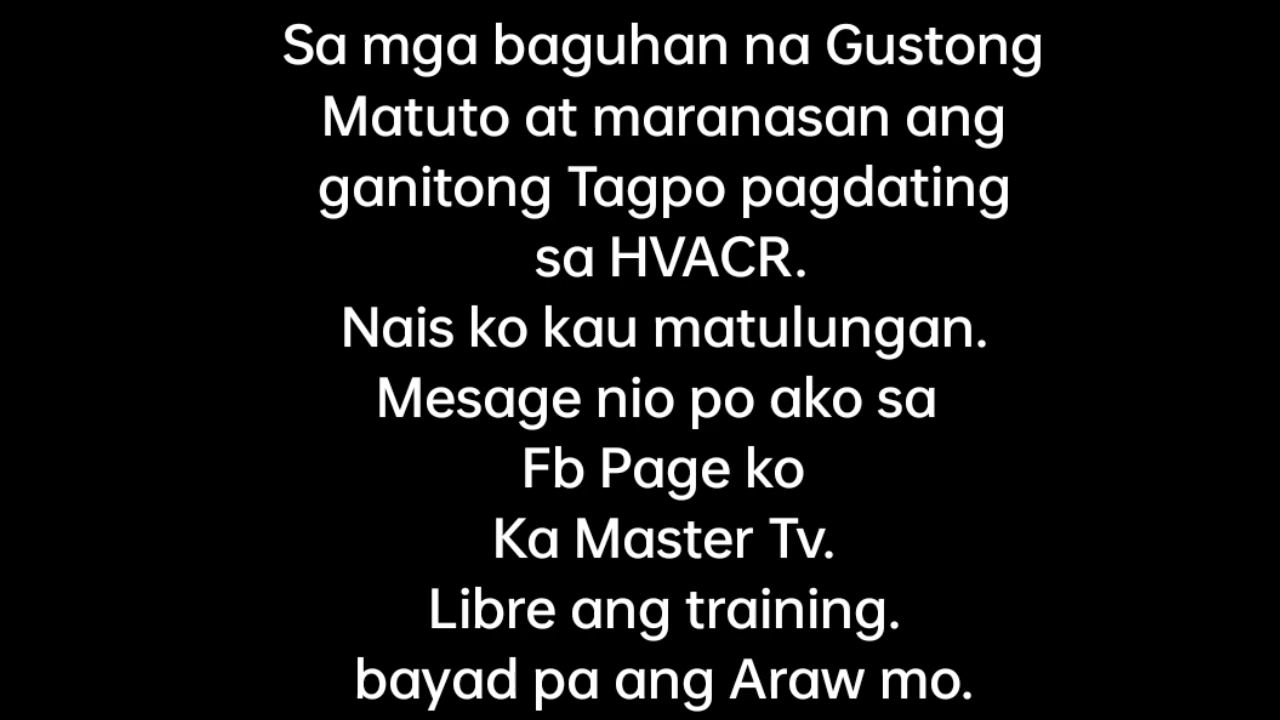 Sa mga baguhan na Gustong
Matuto at maranasan ang
ganitong Tagpo pagdating
sa HVACR.
Nais ko kau matulungan.
Mesage nio po ako sa
Fb Page ko
Ka Master Tv.
Libre ang training.
bayad pa ang Araw mo.